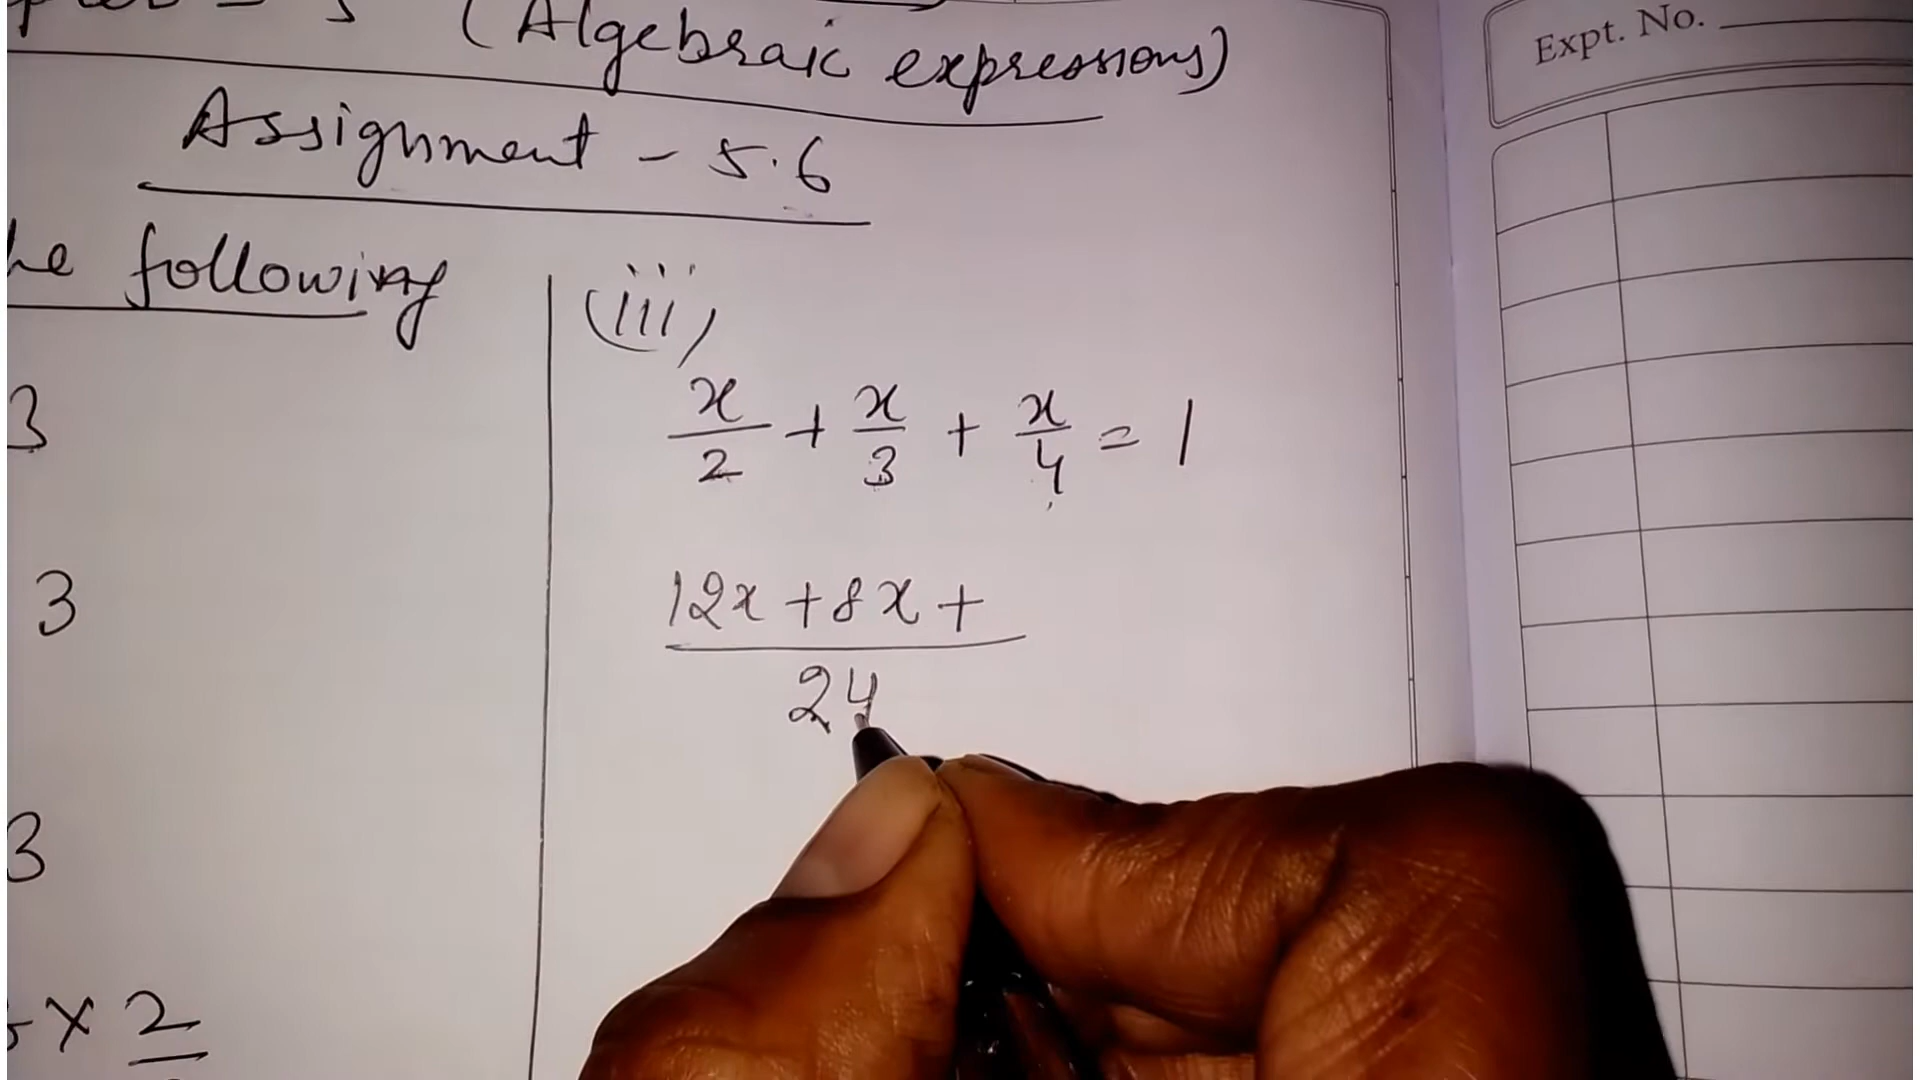 (Algebraic expressions)
Expt. No.
Assignment - 5.6
following
(iii)
3
x/2 + x/3 + x/4 = 1
3
12x + 8x +
24
3
x 2